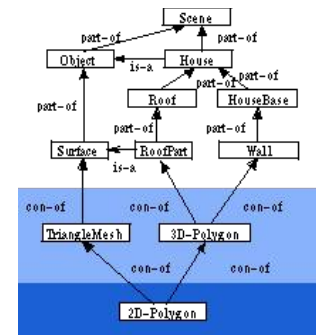 Scene
part-of part-of
Object House
is-a
part-of part-of
part-of Roof HouseBase
part-of part-of
Surface RoofPart Wall
is-a
con-of con-of con-of
TriangleMesh 3D-Polygon
con-of con-of
2D-Polygon